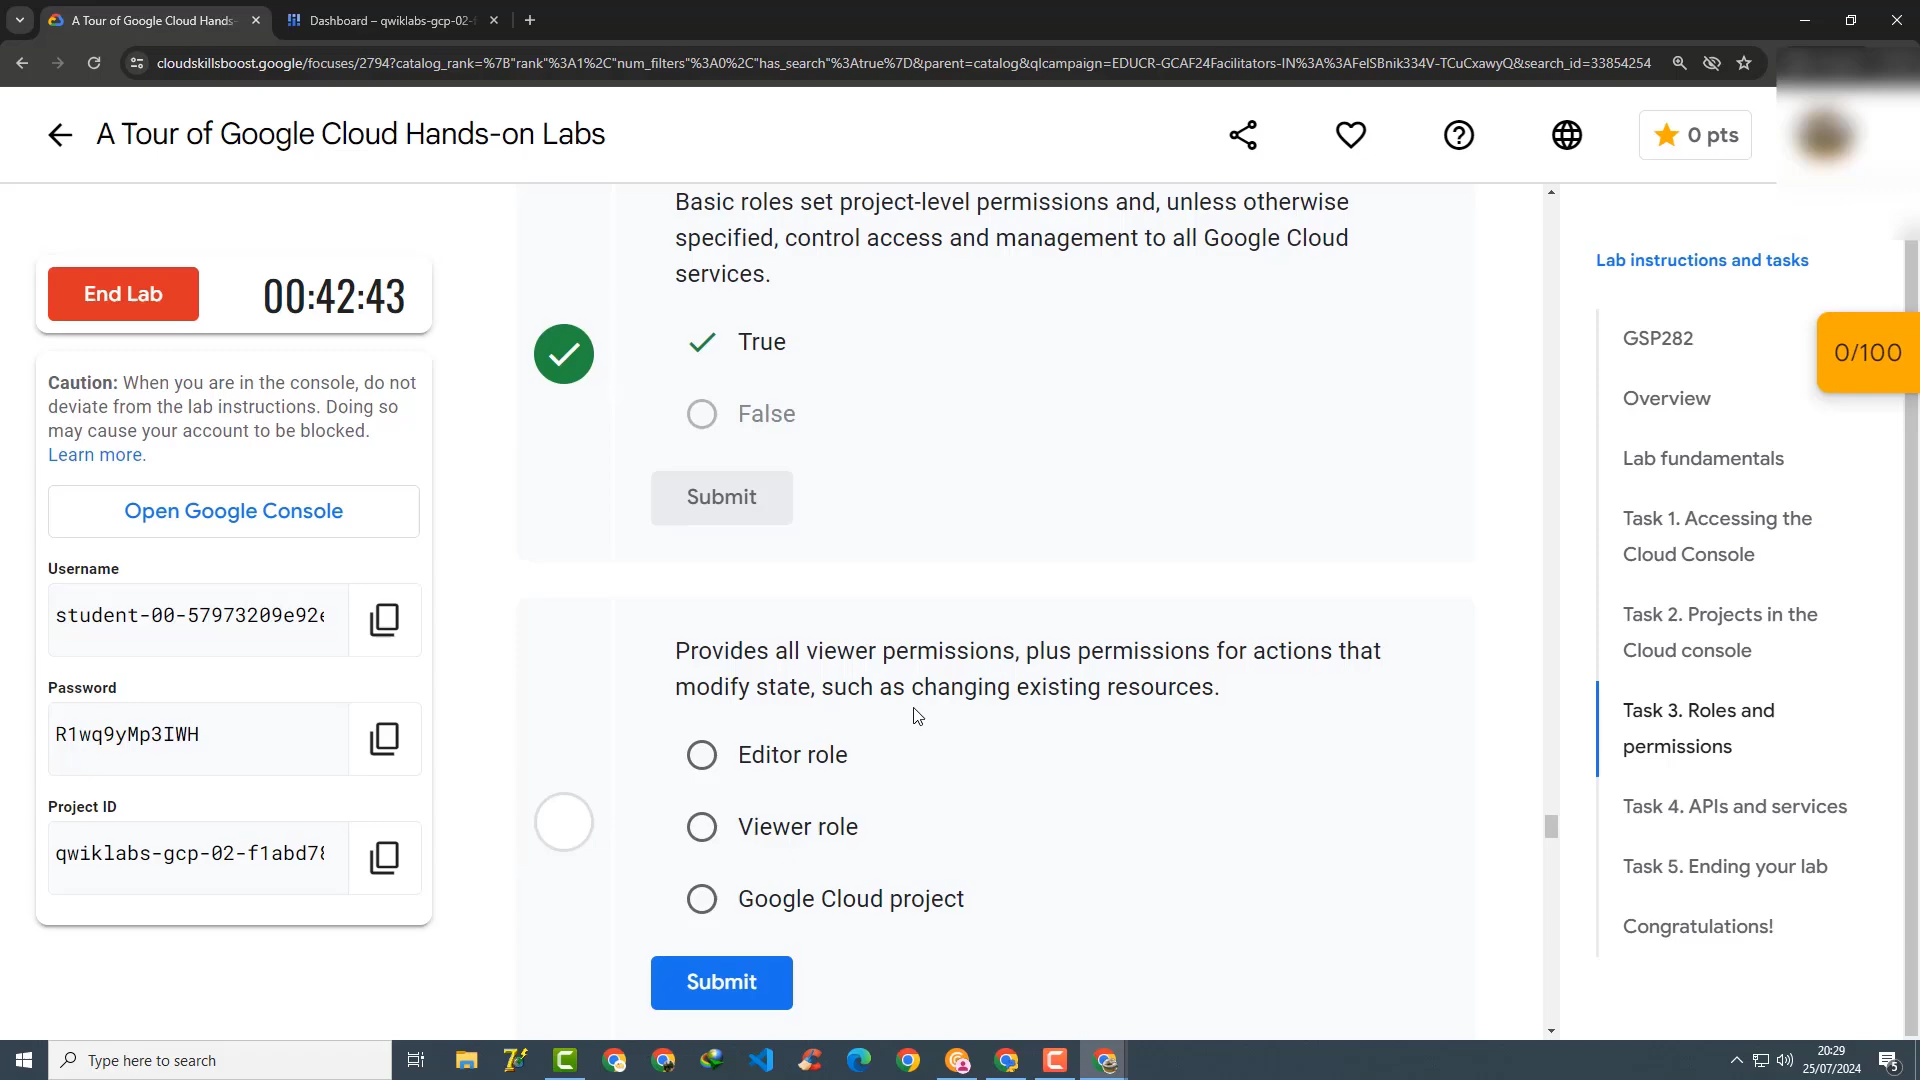 A Tour of Google Cloud Hands-
Dashboard – qwiklabs-gcp-02-
cloudskillsboost.google/focuses/2794?catalog_rank=%7B"rank"%3A1%2C"num_filters"%3A0%2C"has_search"%3Atrue%7D&parent=catalog&qlcampaign=EDUCR-GCAF24Facilitators-IN%3A%3AFelSBnik334V-TCuCxawyQ&search_id=33854254
A Tour of Google Cloud Hands-on Labs
0 pts
End Lab
00:42:43
Caution: When you are in the console, do not
deviate from the lab instructions. Doing so
may cause your account to be blocked.
Learn more.
Open Google Console
Username
student-00-57973209e92e
Password
R1wq9yMp3IWH
Project ID
qwiklabs-gcp-02-f1abd78
Basic roles set project-level permissions and, unless otherwise
specified, control access and management to all Google Cloud
services.
True
False
Submit
Provides all viewer permissions, plus permissions for actions that
modify state, such as changing existing resources.
Editor role
Viewer role
Google Cloud project
Submit
Lab instructions and tasks
GSP282
0/100
Overview
Lab fundamentals
Task 1. Accessing the
Cloud Console
Task 2. Projects in the
Cloud console
Task 3. Roles and
permissions
Task 4. APIs and services
Task 5. Ending your lab
Congratulations!
Type here to search
20:29
25/07/2024
5